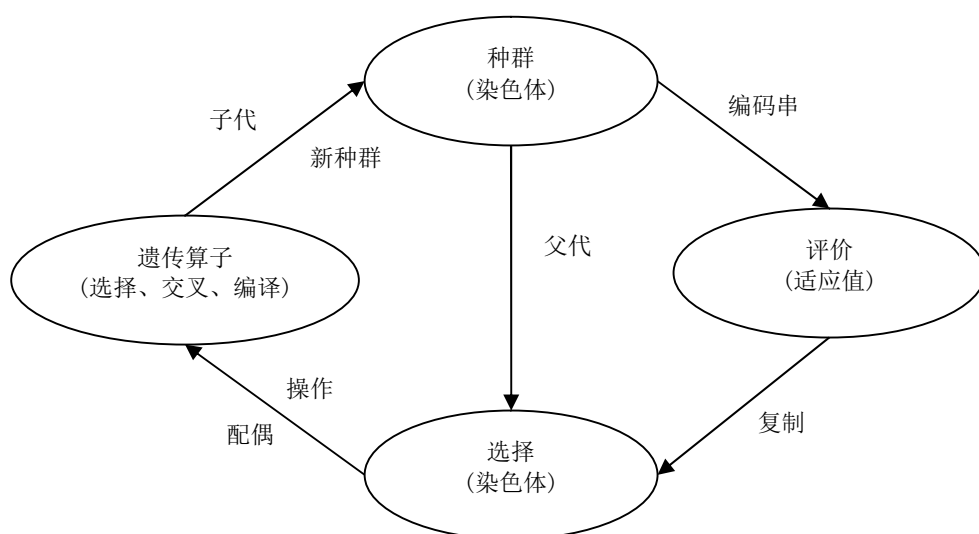 种群
(染色体)
子代
编码串
新种群
父代
遗传算子
(选择、交叉、编译)
评价
(适应值)
操作
配偶
复制
选择
(染色体)